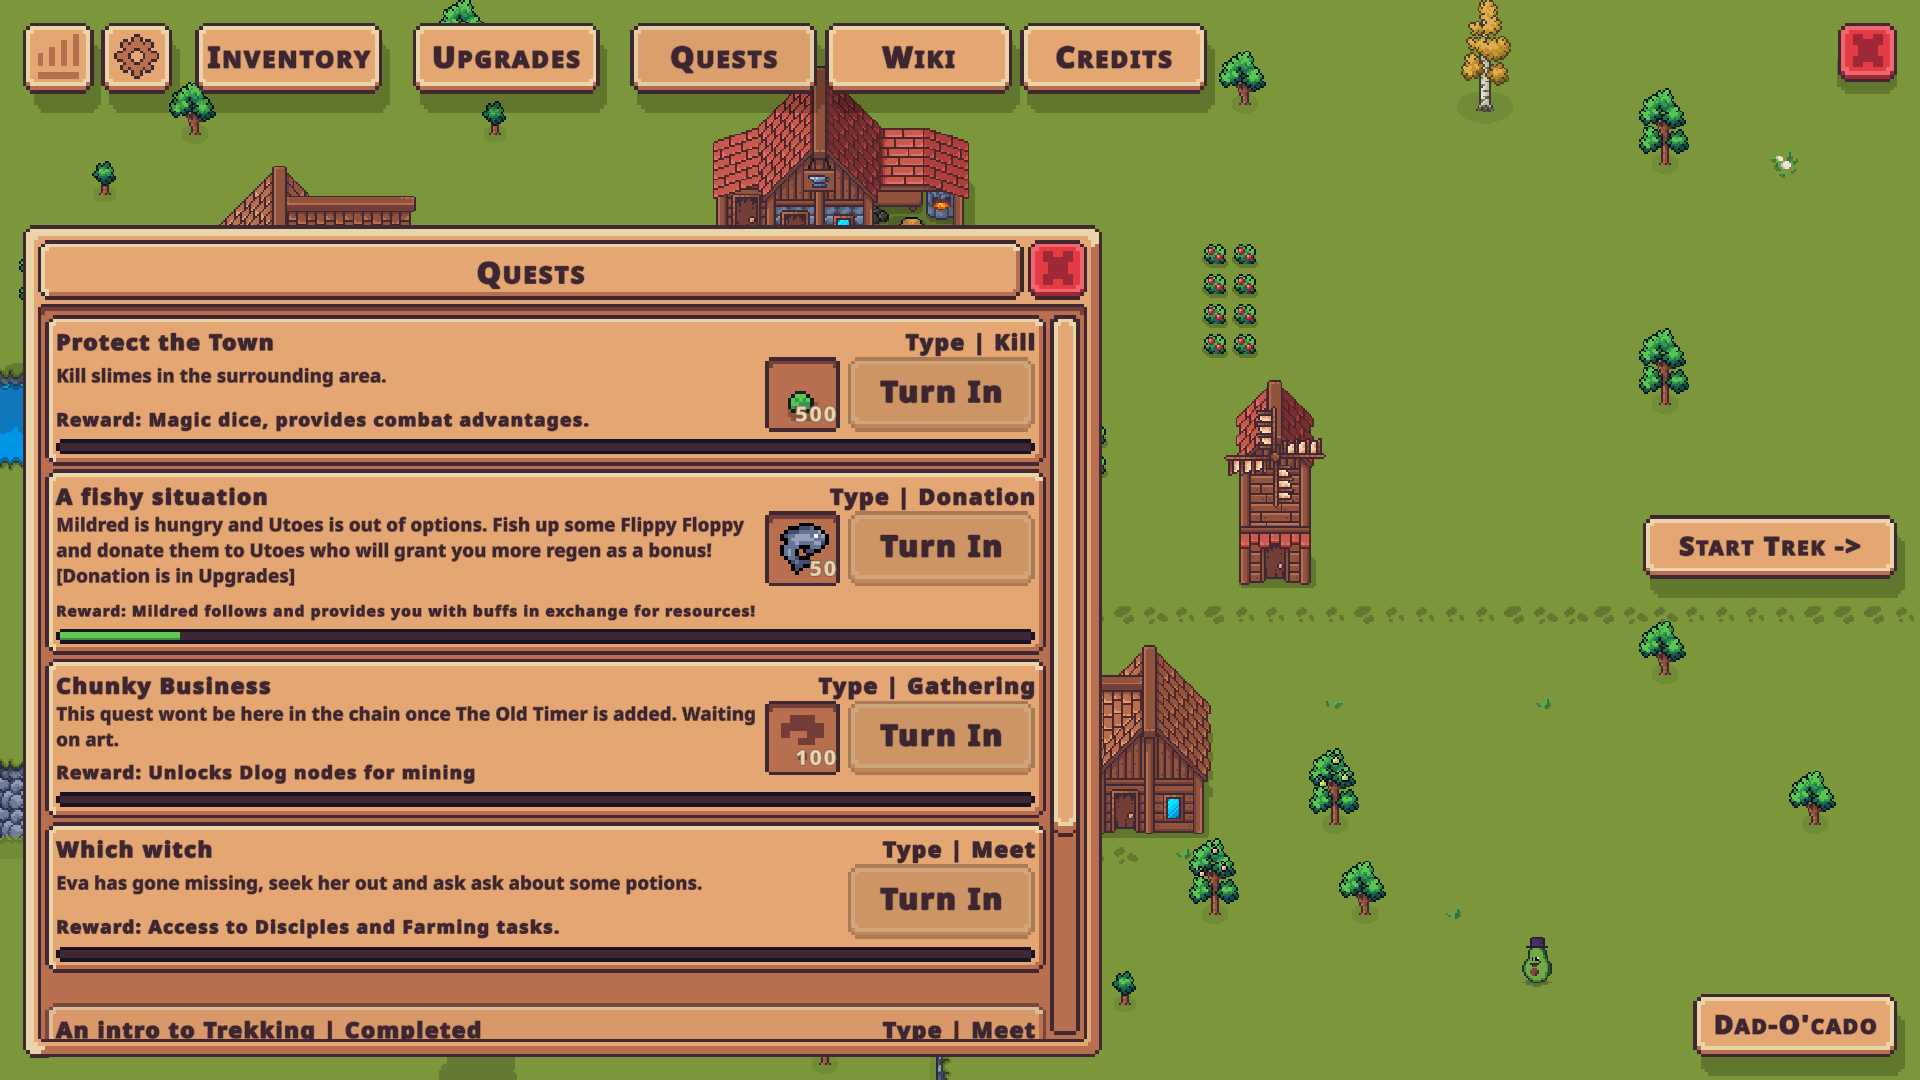 INVENTORY
UPGRADES
QUESTS
WIKI
CREDITS
QUESTS
Protect the Town
Type | Kill
Kill slimes in the surrounding area.
500
Turn In
Reward: Magic dice, provides combat advantages.
A fishy situation
Type | Donation
Mildred is hungry and Utoes is out of options. Fish up some Flippy Floppy
and donate them to Utoes who will grant you more regen as a bonus!
[Donation is in Upgrades]
50
Turn In
Reward: Mildred follows and provides you with buffs in exchange for resources!
Chunky Business
Type | Gathering
This quest wont be here in the chain once The Old Timer is added. Waiting
on art.
100
Turn In
Reward: Unlocks Dlog nodes for mining
Which witch
Type | Meet
Eva has gone missing, seek her out and ask ask about some potions.
Turn In
Reward: Access to Disciples and Farming tasks.
An intro to Trekking | Completed
Type | Meet
START TREK ->
DAD-O'CADO